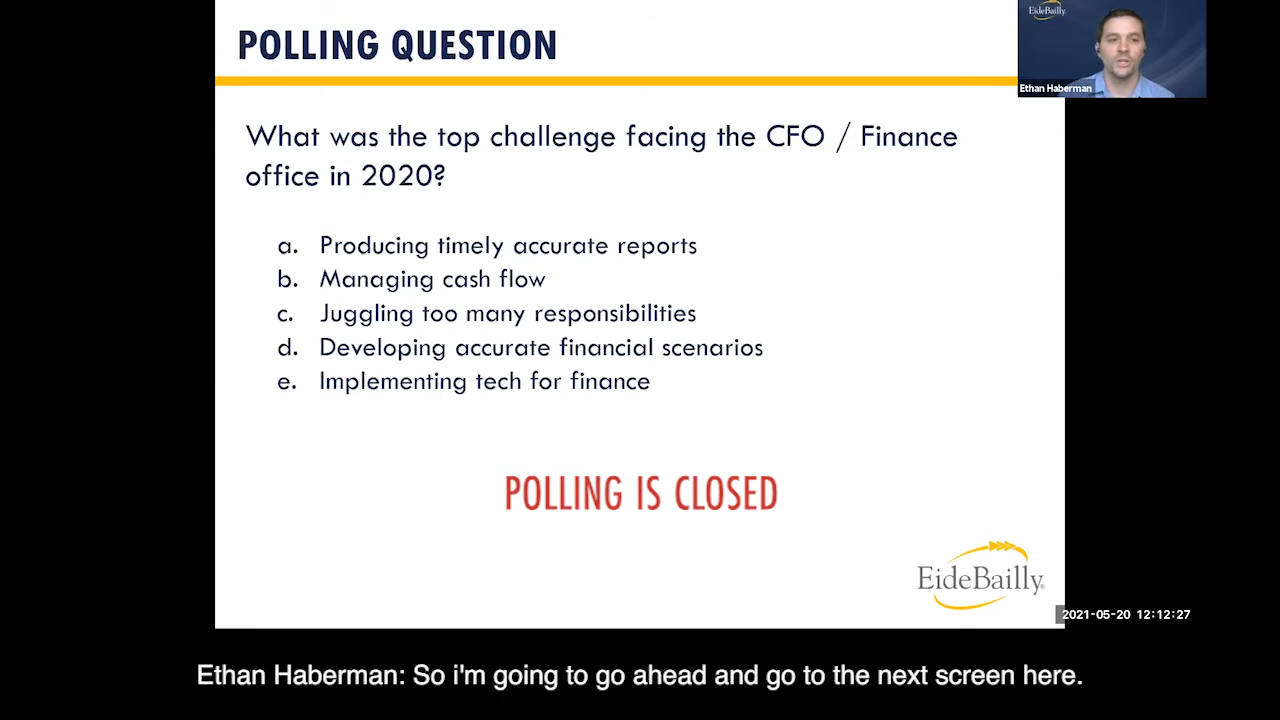 POLLING QUESTION
EideBailly
Ethan Haberman
What was the top challenge facing the CFO / Finance
office in 2020?
a. Producing timely accurate reports
b. Managing cash flow
c. Juggling too many responsibilities
d. Developing accurate financial scenarios
e. Implementing tech for finance
POLLING IS CLOSED
EideBailly®
2021-05-20 12:12:27
Ethan Haberman: So i'm going to go ahead and go to the next screen here.